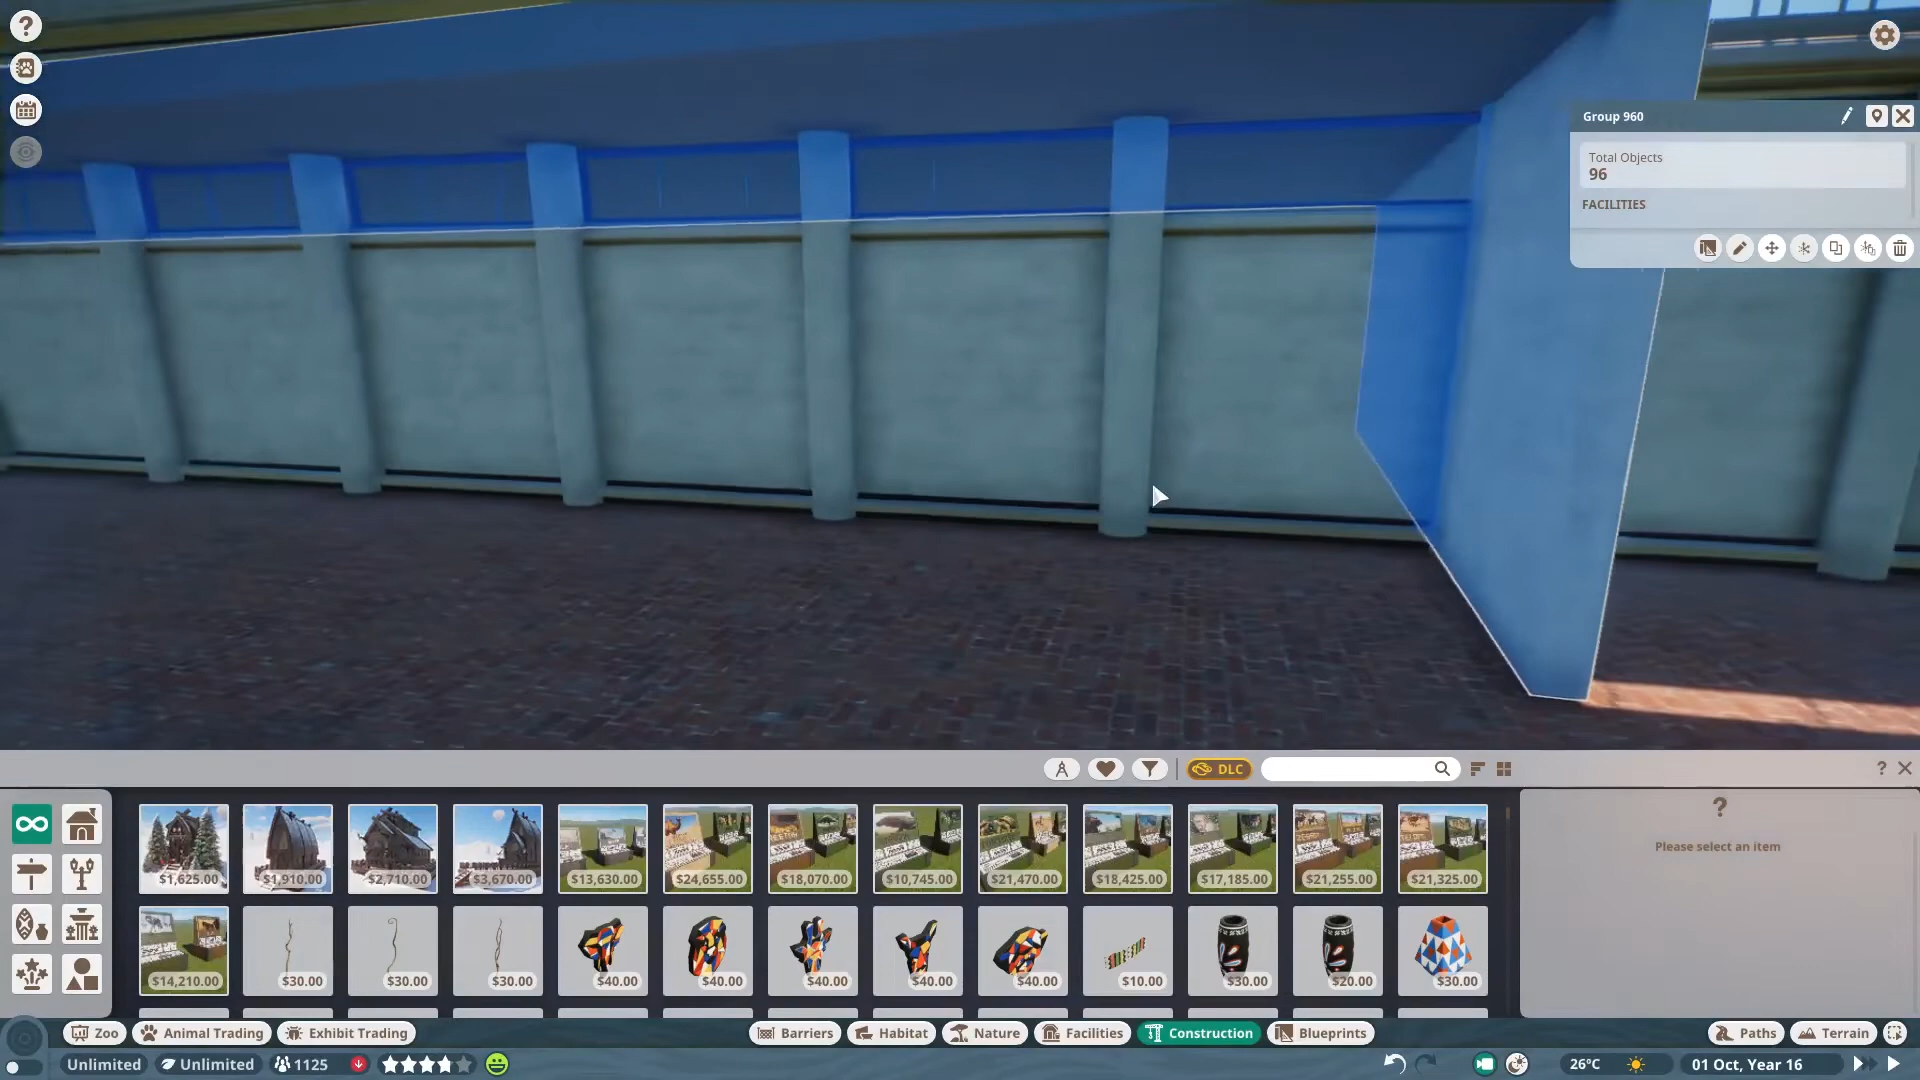 Group 960
Total Objects
96
FACILITIES
DLC
?
$1,625.00 $1,910.00 $2,710.00 $3,670.00 $13,630.00 $24,655.00 $18,070.00 $10,745.00 $21,470.00 $18,425.00 $17,185.00 $21,255.00 $21,325.00
?
Please select an item
$14,210.00 $30.00 $30.00 $30.00 $40.00 $40.00 $40.00 $40.00 $40.00 $10.00 $30.00 $20.00 $30.00
Zoo Animal Trading Exhibit Trading Barriers Habitat Nature Facilities Construction Blueprints Paths Terrain
Unlimited Unlimited 1125 26°C 01 Oct, Year 16